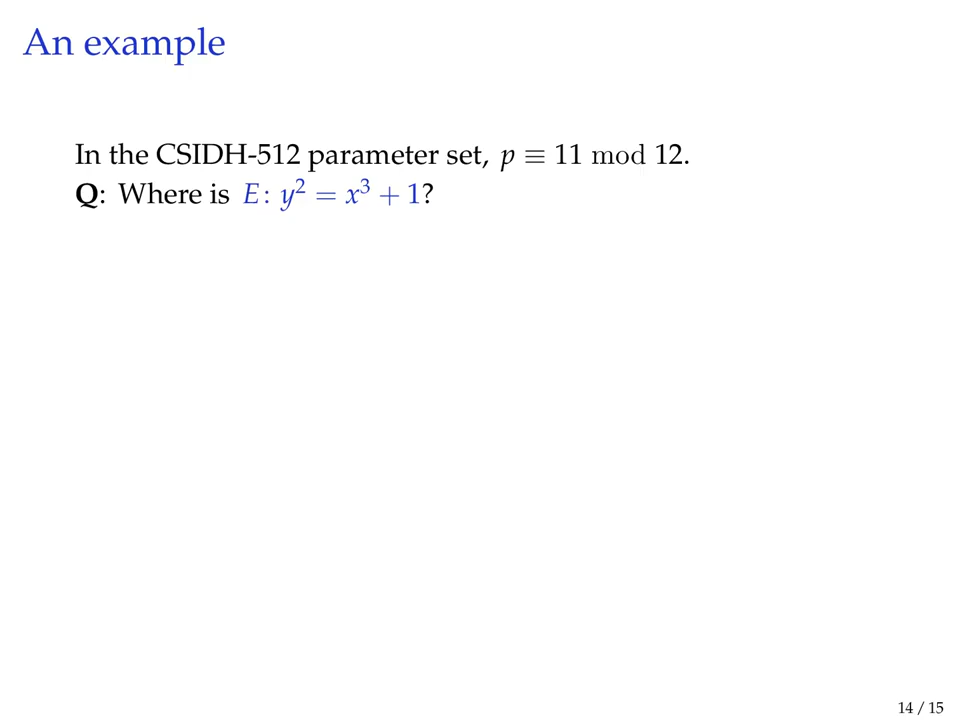 An example
In the CSIDH-512 parameter set, p ≡ 11 mod 12.
Q: Where is E: y² = x³ + 1?
14 / 15